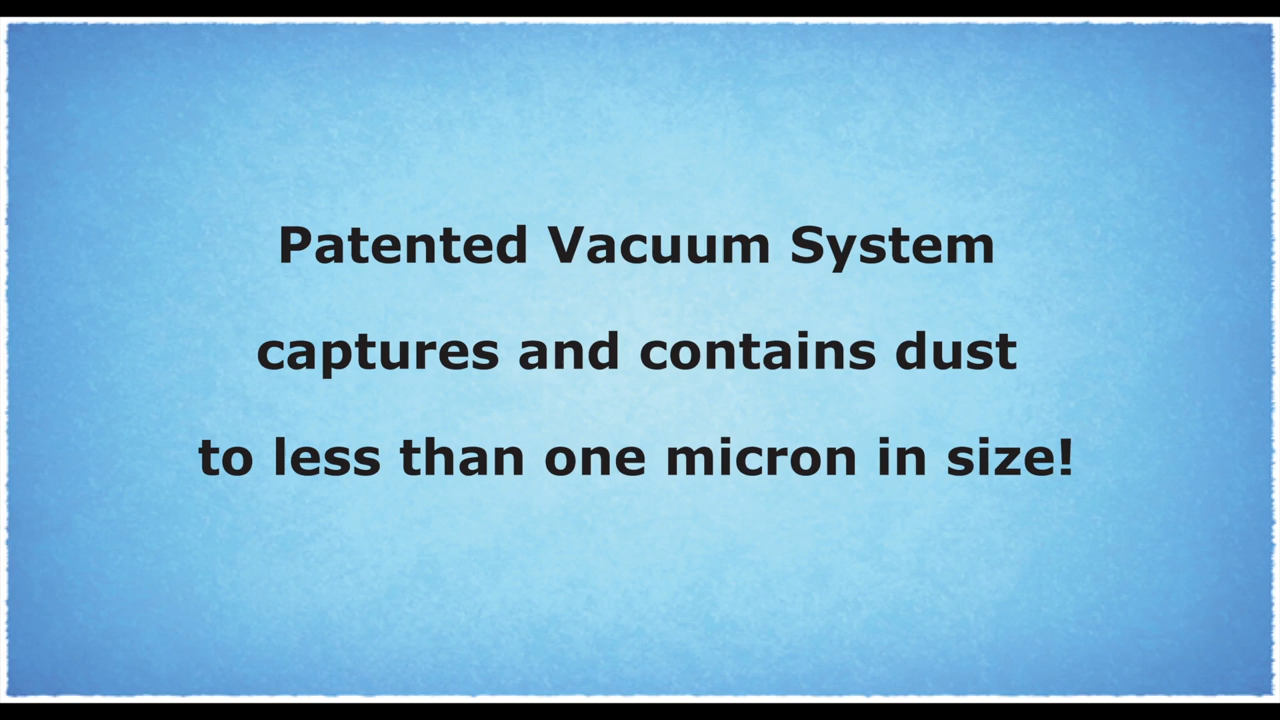 Patented Vacuum System
captures and contains dust
to less than one micron in size!